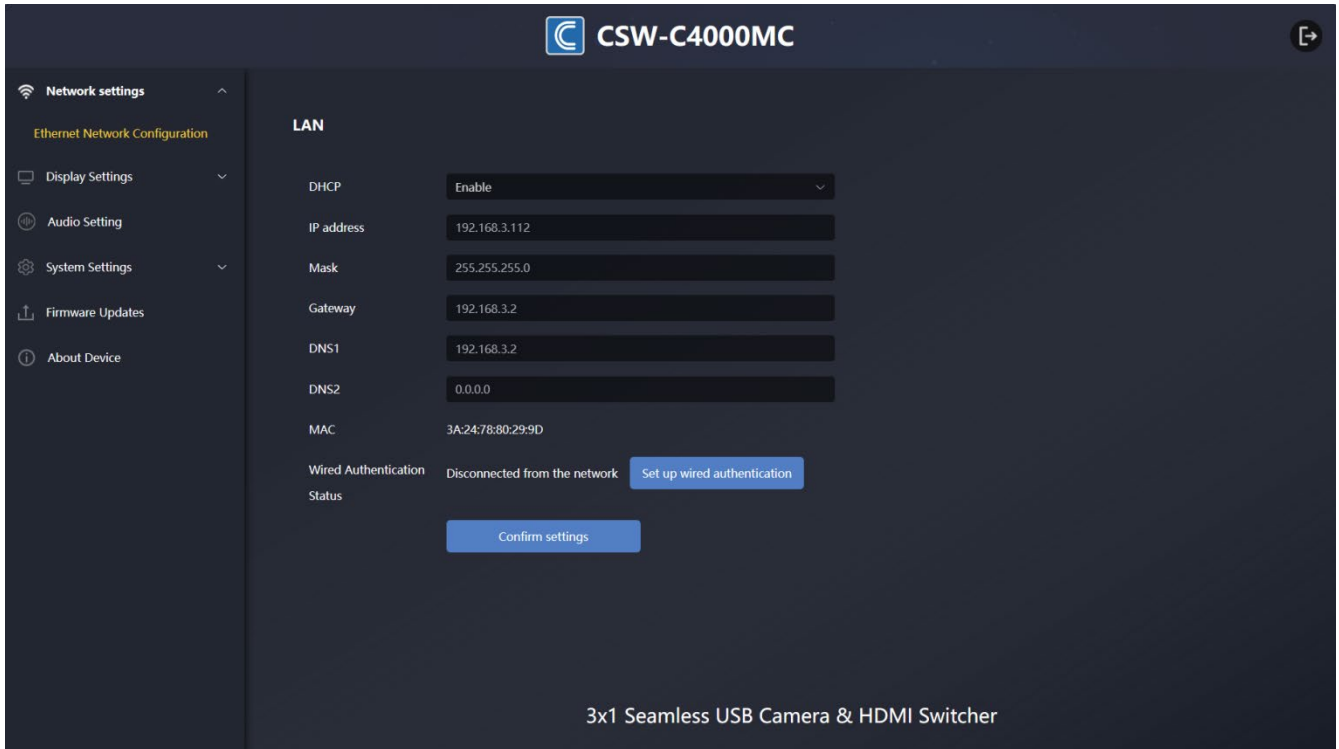 CSW-C4000MC
Network settings
Ethernet Network Configuration
Display Settings
Audio Setting
System Settings
Firmware Updates
About Device
LAN
DHCP Enable
IP address 192.168.3.112
Mask 255.255.255.0
Gateway 192.168.3.2
DNS1 192.168.3.2
DNS2 0.0.0.0
MAC 3A:24:78:80:29:9D
Wired Authentication
Status
Disconnected from the network
Set up wired authentication
Confirm settings
3x1 Seamless USB Camera & HDMI Switcher